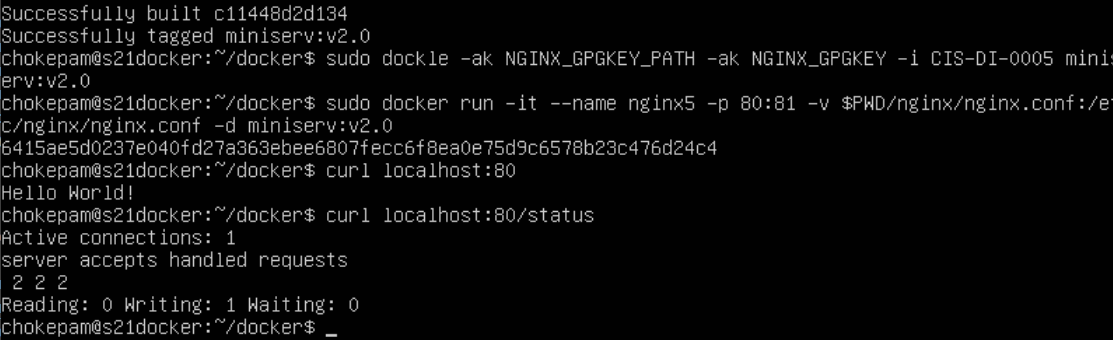 Successfully built c11448d2d134
Successfully tagged miniserv:v2.0
chokepam@s21docker:~/docker$ sudo dockle -ak NGINX_GPGKEY_PATH -ak NGINX_GPGKEY -i CIS-DI-0005 minis
erv:v2.0
chokepam@s21docker:~/docker$ sudo docker run -it --name nginx5 -p 80:81 -v $PWD/nginx/nginx.conf:/et
c/nginx/nginx.conf -d miniserv:v2.0
6415ae5d0237e040fd27a363ebee6807fecc6f8ea0e75d9c6578b23c476d24c4
chokepam@s21docker:~/docker$ curl localhost:80
Hello World!
chokepam@s21docker:~/docker$ curl localhost:80/status
Active connections: 1
server accepts handled requests
 2 2 2
Reading: 0 Writing: 1 Waiting: 0
chokepam@s21docker:~/docker$ _